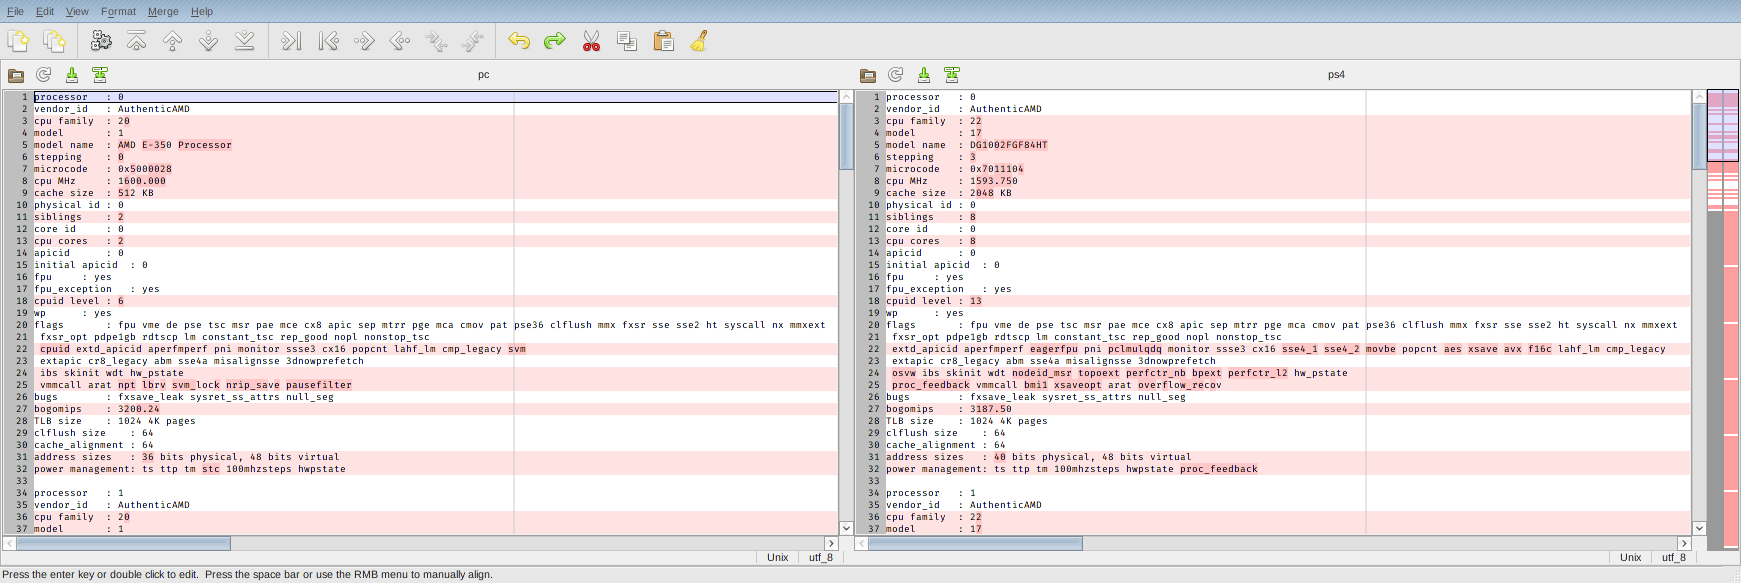 File Edit View Format Merge Help
pc
1 processor : 0
2 vendor_id : AuthenticAMD
3 cpu family : 20
4 model : 1
5 model name : AMD E-350 Processor
6 stepping : 0
7 microcode : 0x5000028
8 cpu MHz : 1600.000
9 cache size : 512 KB
10 physical id : 0
11 siblings : 2
12 core id : 0
13 cpu cores : 2
14 apicid : 0
15 initial apicid : 0
16 fpu : yes
17 fpu_exception : yes
18 cpuid level : 6
19 wp : yes
20 flags : fpu vme de pse tsc msr pae mce cx8 apic sep mtrr pge mca cmov pat pse36 clflush mmx fxsr sse sse2 ht syscall nx mmxext
21 fxsr_opt pdpe1gb rdtscp lm constant_tsc rep_good nopl nonstop_tsc
22 cpuid extd_apicid aperfmperf pni monitor ssse3 cx16 popcnt lahf_lm cmp_legacy svm
23 extapic cr8_legacy abm sse4a misalignsse 3dnowprefetch
24 ibs skinit wdt hw_pstate
25 vmmcall arat npt lbrv svm_lock nrip_save pausefilter
26 bugs : fxsave_leak sysret_ss_attrs null_seg
27 bogomips : 3200.24
28 TLB size : 1024 4K pages
29 clflush size : 64
30 cache_alignment : 64
31 address sizes : 36 bits physical, 48 bits virtual
32 power management: ts ttp tm stc 100mhzsteps hwpstate
33
34 processor : 1
35 vendor_id : AuthenticAMD
36 cpu family : 20
37 model : 1
Unix utf_8
ps4
1 processor : 0
2 vendor_id : AuthenticAMD
3 cpu family : 22
4 model : 17
5 model name : DG1002FGF84HT
6 stepping : 3
7 microcode : 0x7011104
8 cpu MHz : 1593.750
9 cache size : 2048 KB
10 physical id : 0
11 siblings : 8
12 core id : 0
13 cpu cores : 8
14 apicid : 0
15 initial apicid : 0
16 fpu : yes
17 fpu_exception : yes
18 cpuid level : 13
19 wp : yes
20 flags : fpu vme de pse tsc msr pae mce cx8 apic sep mtrr pge mca cmov pat pse36 clflush mmx fxsr sse sse2 ht syscall nx mmxext
21 fxsr_opt pdpe1gb rdtscp lm constant_tsc rep_good nopl nonstop_tsc
22 extd_apicid aperfmperf eagerfpu pni pclmulqdq monitor ssse3 cx16 sse4_1 sse4_2 movbe popcnt aes xsave avx f16c lahf_lm cmp_legacy
23 extapic cr8_legacy abm sse4a misalignsse 3dnowprefetch
24 osvw ibs skinit wdt nodeid_msr topoext perfctr_nb bpext perfctr_l2 hw_pstate
25 proc_feedback vmmcall bmi1 xsaveopt arat overflow_recov
26 bugs : fxsave_leak sysret_ss_attrs null_seg
27 bogomips : 3187.50
28 TLB size : 1024 4K pages
29 clflush size : 64
30 cache_alignment : 64
31 address sizes : 40 bits physical, 48 bits virtual
32 power management: ts ttp tm 100mhzsteps hwpstate proc_feedback
33
34 processor : 1
35 vendor_id : AuthenticAMD
36 cpu family : 22
37 model : 17
Unix utf_8
Press the enter key or double click to edit. Press the space bar or use the RMB menu to manually align.